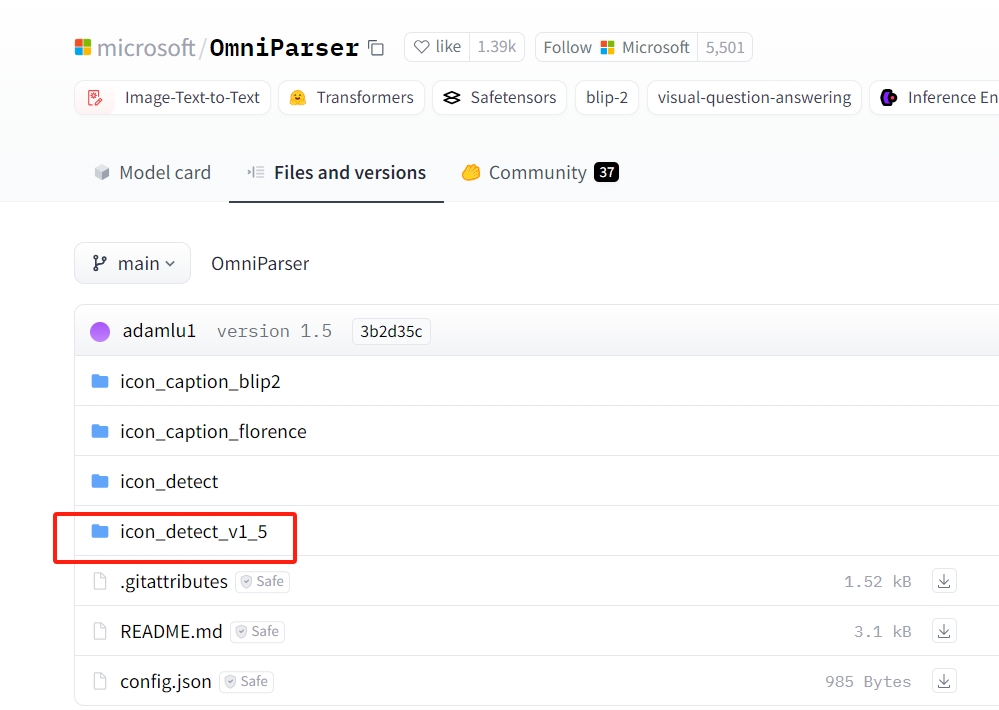 microsoft/OmniParser like 1.39k Follow Microsoft 5,501
Image-Text-to-Text Transformers Safetensors blip-2 visual-question-answering Inference En
Model card Files and versions Community 37
main OmniParser
adamlu1 version 1.5 3b2d35c
icon_caption_blip2
icon_caption_florence
icon_detect
icon_detect_v1_5
.gitattributes Safe 1.52 kB
README.md Safe 3.1 kB
config.json Safe 985 Bytes